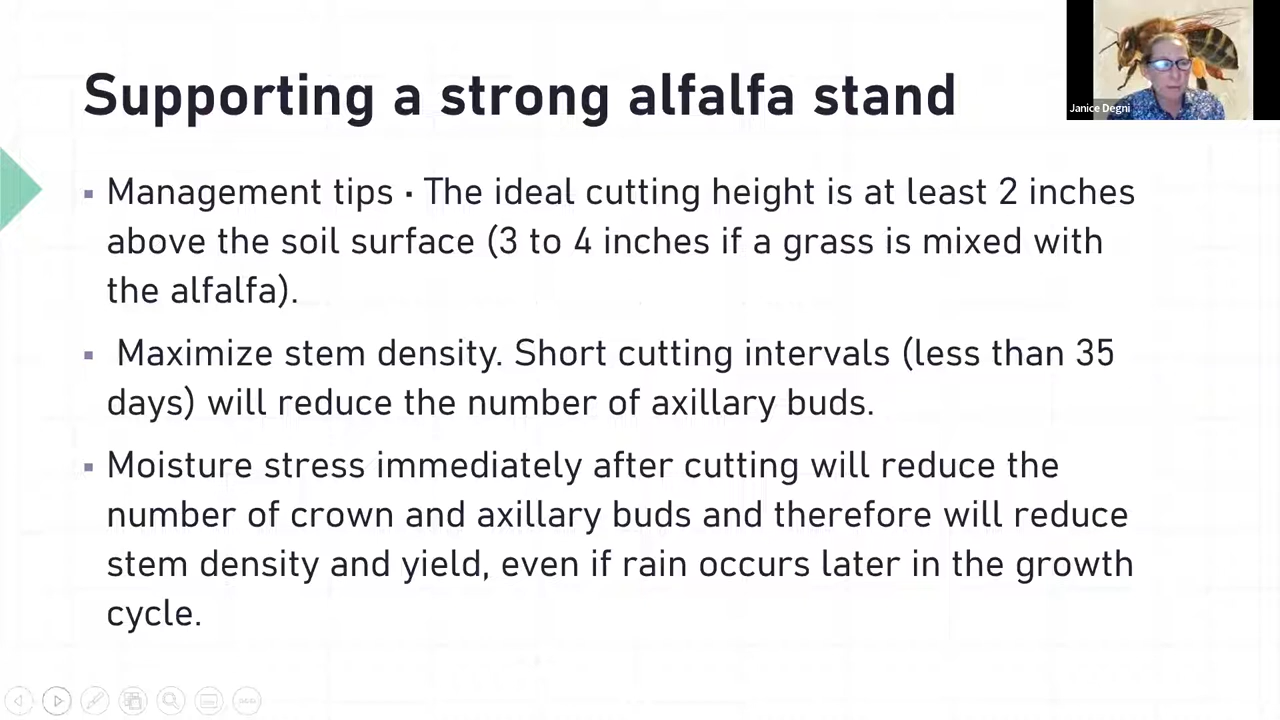 Supporting a strong alfalfa stand
Janice Degni
▪ Management tips · The ideal cutting height is at least 2 inches
above the soil surface (3 to 4 inches if a grass is mixed with
the alfalfa).
▪ Maximize stem density. Short cutting intervals (less than 35
days) will reduce the number of axillary buds.
▪ Moisture stress immediately after cutting will reduce the
number of crown and axillary buds and therefore will reduce
stem density and yield, even if rain occurs later in the growth
cycle.